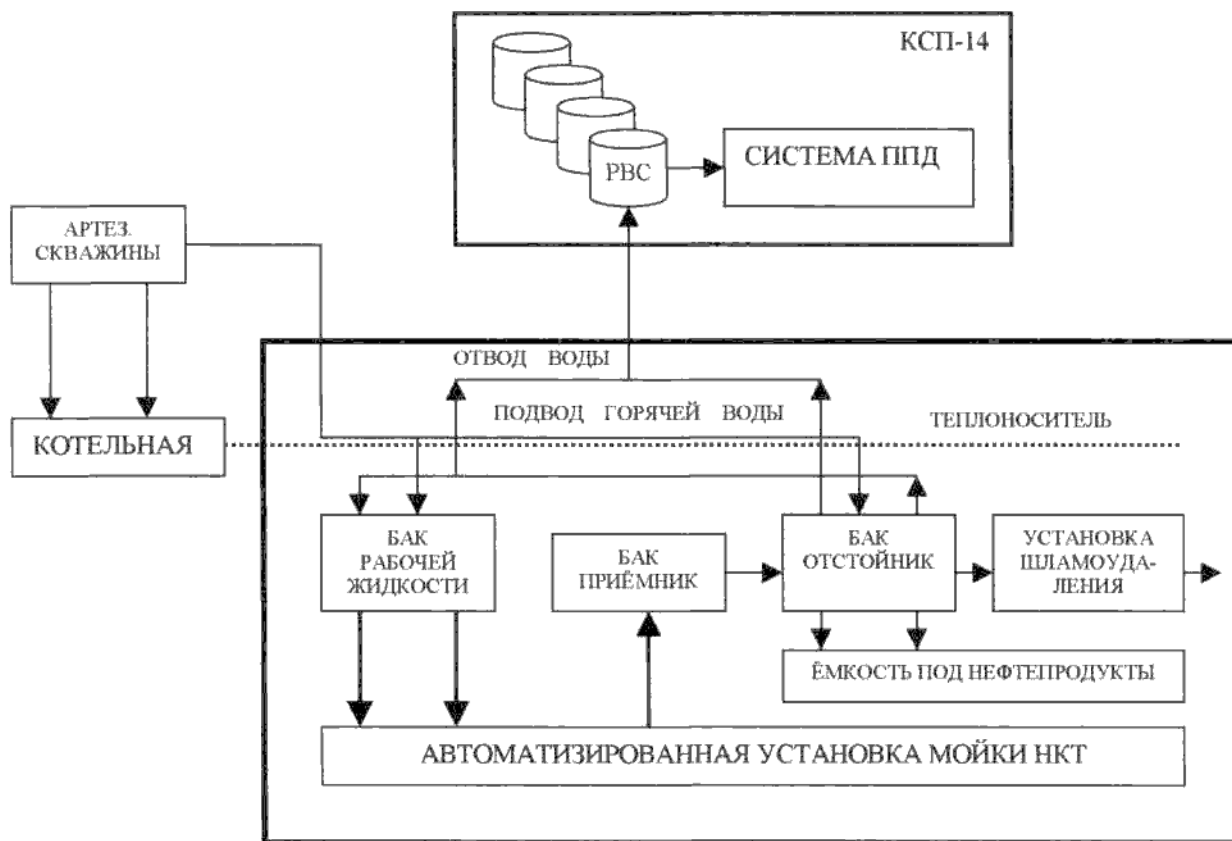 КСП-14
РВС
СИСТЕМА ППД
АРТЕЗ.
СКВАЖИНЫ
ОТВОД ВОДЫ
ПОДВОД ГОРЯЧЕЙ ВОДЫ
ТЕПЛОНОСИТЕЛЬ
КОТЕЛЬНАЯ
БАК
РАБОЧЕЙ
ЖИДКОСТИ
БАК
ПРИЁМНИК
БАК
ОТСТОЙНИК
УСТАНОВКА
ШЛАМОУДА-
ЛЕНИЯ
ЁМКОСТЬ ПОД НЕФТЕПРОДУКТЫ
АВТОМАТИЗИРОВАННАЯ УСТАНОВКА МОЙКИ НКТ